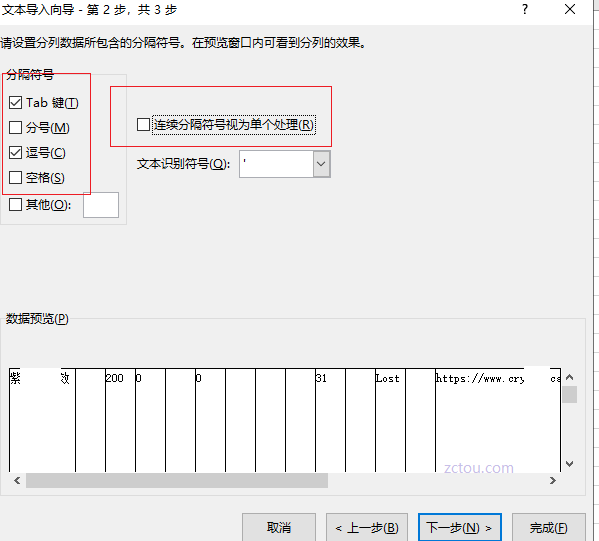 文本导入向导 - 第 2 步，共 3 步
?
请设置分列数据所包含的分隔符号。在预览窗口内可看到分列的效果。
分隔符号
Tab 键(T)
分号(M)
逗号(C)
空格(S)
其他(O):
连续分隔符号视为单个处理(R)
文本识别符号(Q):
'
数据预览(P)
紫 200 0 0 31 Lost https://www.cry
zctou.com
取消
< 上一步(B)
下一步(N) >
完成(F)